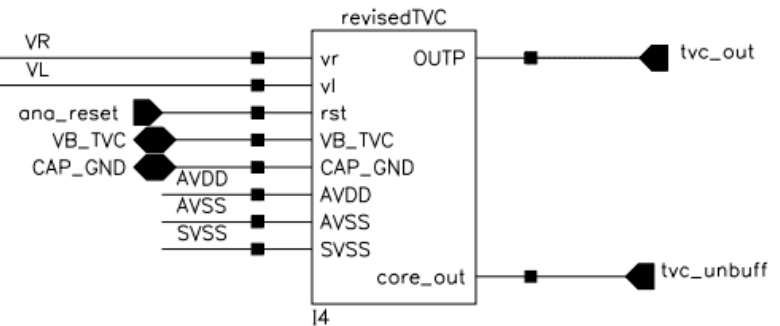 revisedTVC
VR
vr
OUTP
tvc_out
VL
vl
ana_reset
rst
VB_TVC
VB_TVC
CAP_GND
CAP_GND
AVDD
AVDD
AVSS
AVSS
SVSS
SVSS
core_out
tvc_unbuff
I4